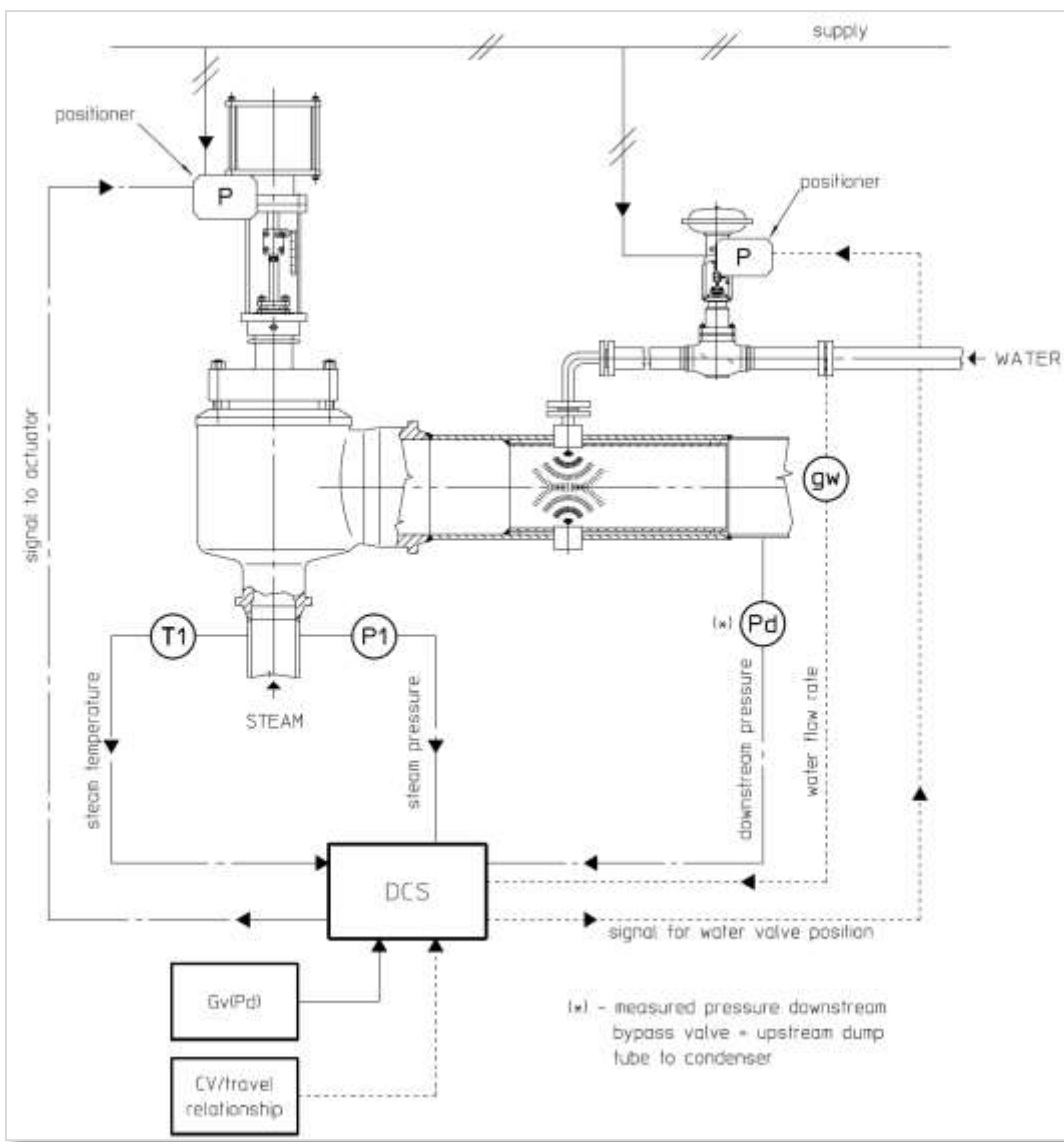 supply
positioner
P
positioner
P
WATER
signal to actuator
gw
T1
P1
(*) Pd
STEAM
steam temperature
steam pressure
downstream pressure
water flow rate
DCS
signal for water valve position
Gv(Pd)
CV/travel
relationship
(*) - measured pressure downstream
bypass valve = upstream dump
tube to condenser